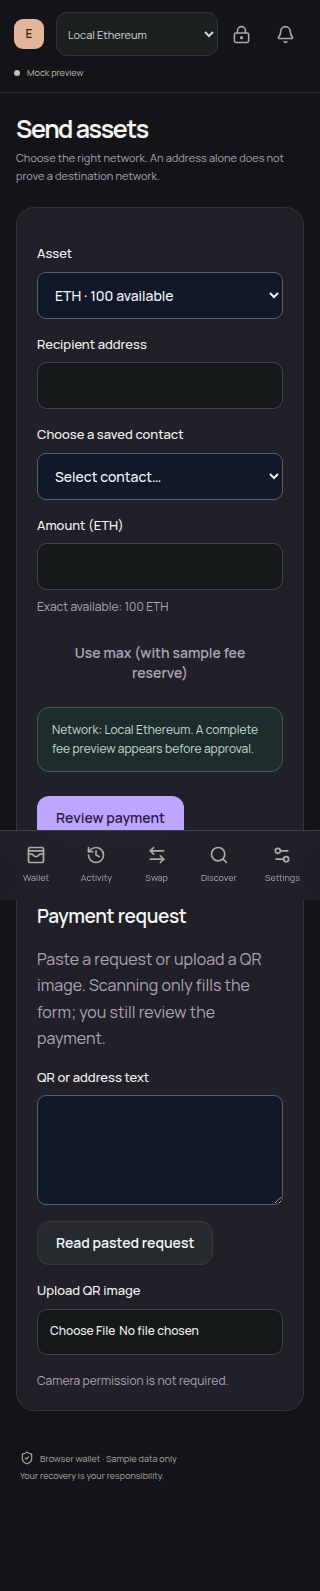 E
Local Ethereum
Mock preview
Send assets
Choose the right network. An address alone does not
prove a destination network.
Asset
ETH · 100 available
Recipient address
Choose a saved contact
Select contact...
Amount (ETH)
Exact available: 100 ETH
Use max (with sample fee
reserve)
Network: Local Ethereum. A complete
fee preview appears before approval.
Review payment
Wallet
Activity
Swap
Discover
Settings
Payment request
Paste a request or upload a QR
image. Scanning only fills the
form; you still review the
payment.
QR or address text
Read pasted request
Upload QR image
Choose File No file chosen
Camera permission is not required.
Browser wallet · Sample data only
Your recovery is your responsibility.